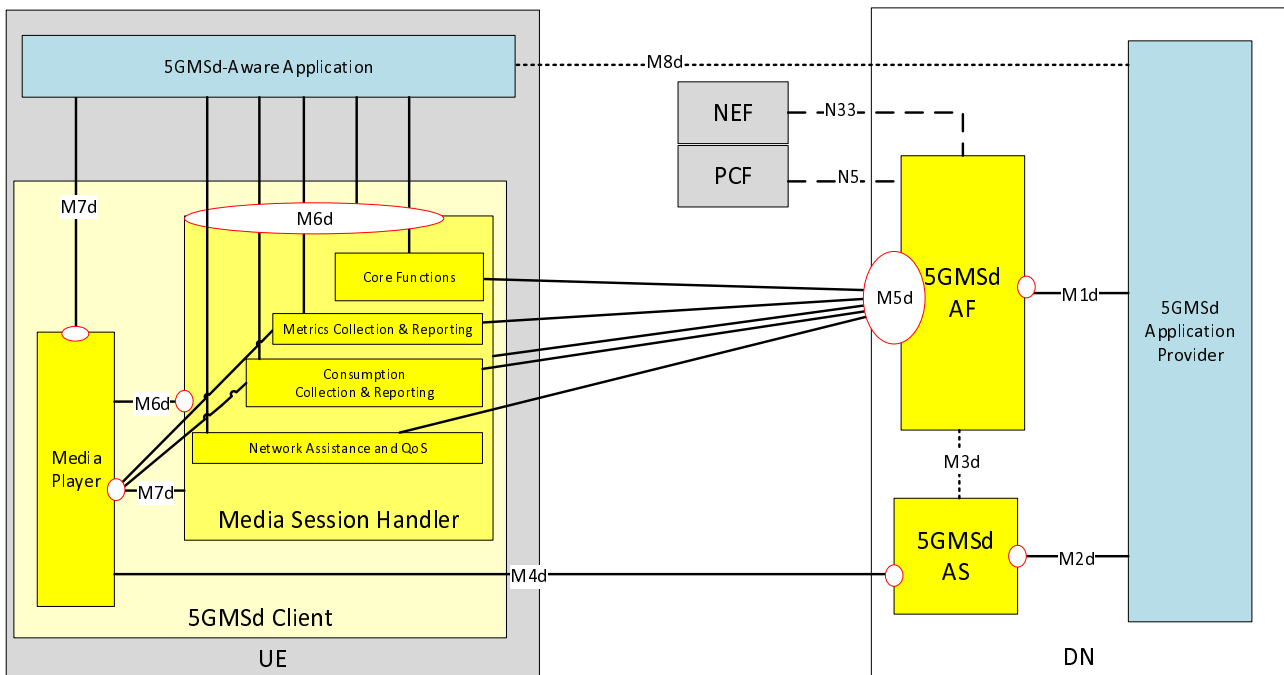 5GMSd-Aware Application
M8d
NEF
N33
PCF
N5
M7d
M6d
Core Functions
M5d
5GMSd
AF
M1d
5GMSd
Application
Provider
Metrics Collection & Reporting
Consumption
Collection & Reporting
M6d
Network Assistance and QoS
Media
Player
M7d
Media Session Handler
M3d
5GMSd
AS
M2d
M4d
5GMSd Client
UE
DN